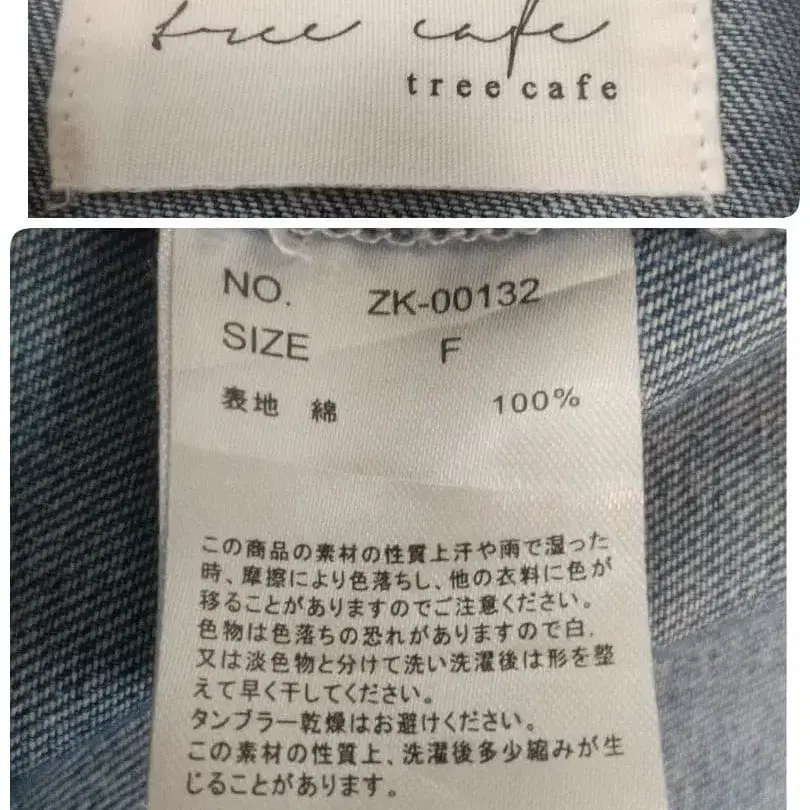 tree cafe
tree cafe
NO. ZK-00132
SIZE F
表地 綿 100%
この商品の素材の性質上汗や雨で湿った
時、摩擦により色落ちし、他の衣料に色が
移ることがありますのでご注意ください。
色物は色落ちの恐れがありますので白,
又は淡色物と分けて洗い洗濯後は形を整
えて早く干してください。
タンブラー乾燥はお避けください。
この素材の性質上、洗濯後多少縮みが生
じることがあります。